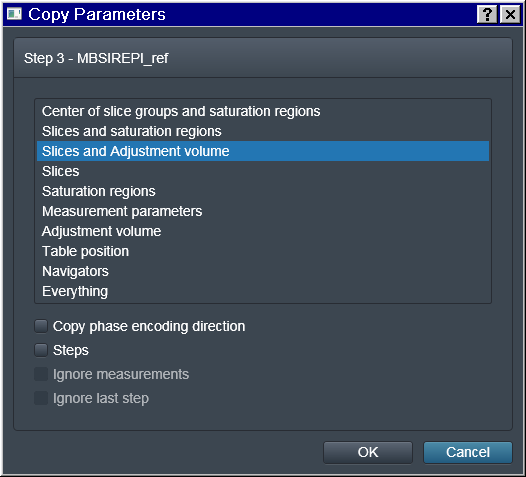 Copy Parameters
Step 3 - MBSIREPI_ref
Center of slice groups and saturation regions
Slices and saturation regions
Slices and Adjustment volume
Slices
Saturation regions
Measurement parameters
Adjustment volume
Table position
Navigators
Everything
Copy phase encoding direction
Steps
Ignore measurements
Ignore last step
OK
Cancel